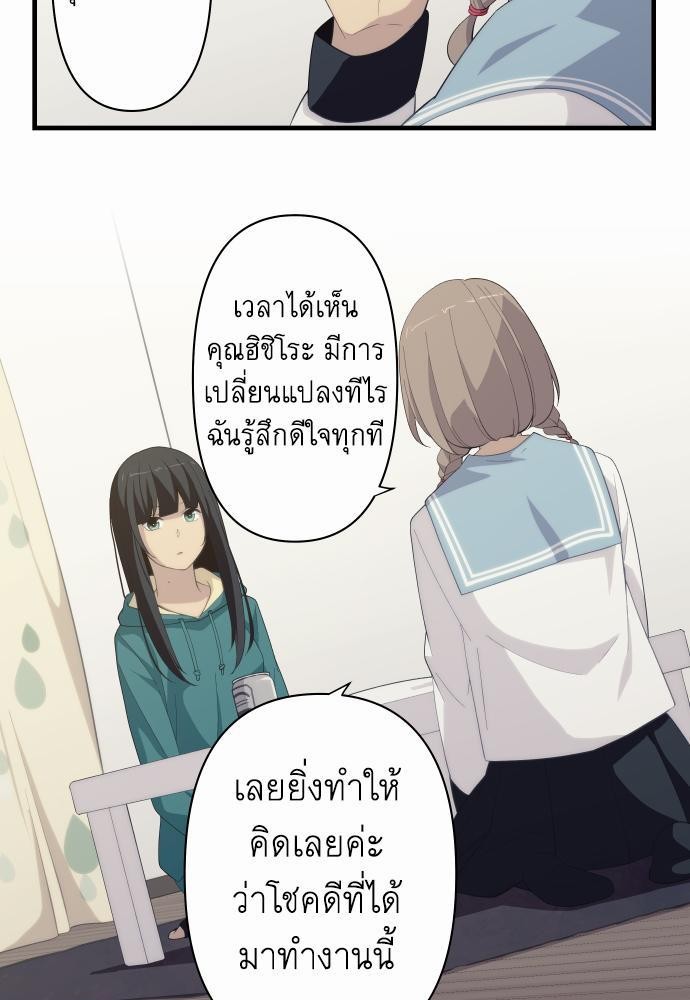 เวลาได้เห็น
คุณฮิชิโระ มีการ
เปลี่ยนแปลงทีไร
ฉันรู้สึกดีใจทุกที
เลยยิ่งทำให้
คิดเลยค่ะ
ว่าโชคดีที่ได้
มาทำงานนี้